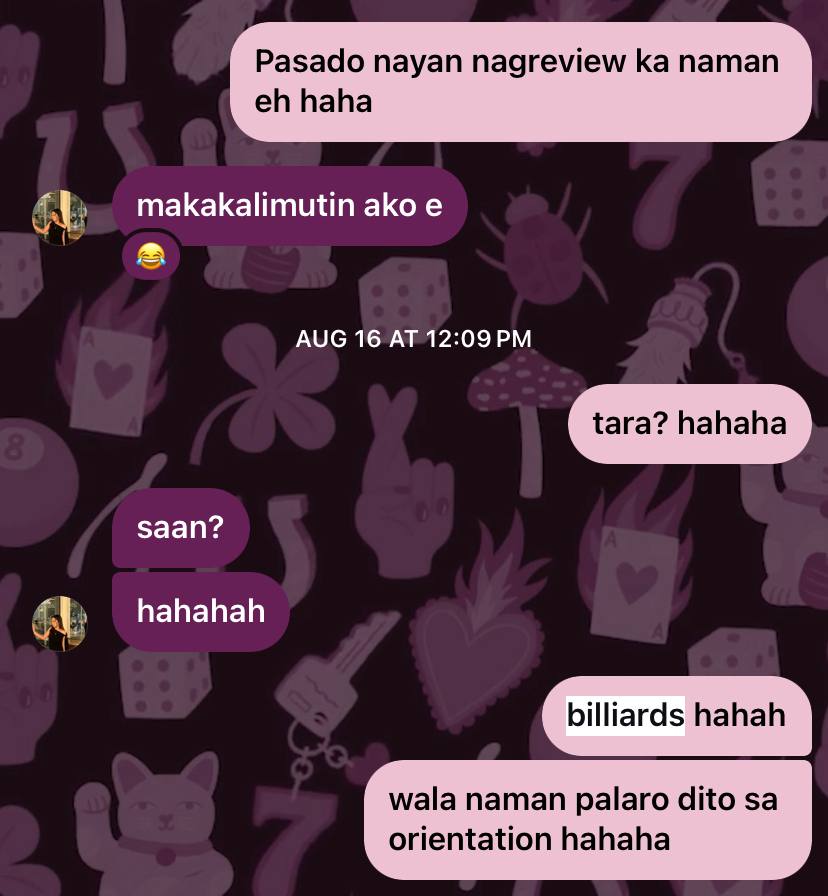 Pasado nayan nagreview ka naman
eh haha
makakalimutin ako e
😂
AUG 16 AT 12:09 PM
tara? hahaha
saan?
hahahah
billiards hahah
wala naman palaro dito sa
orientation hahaha